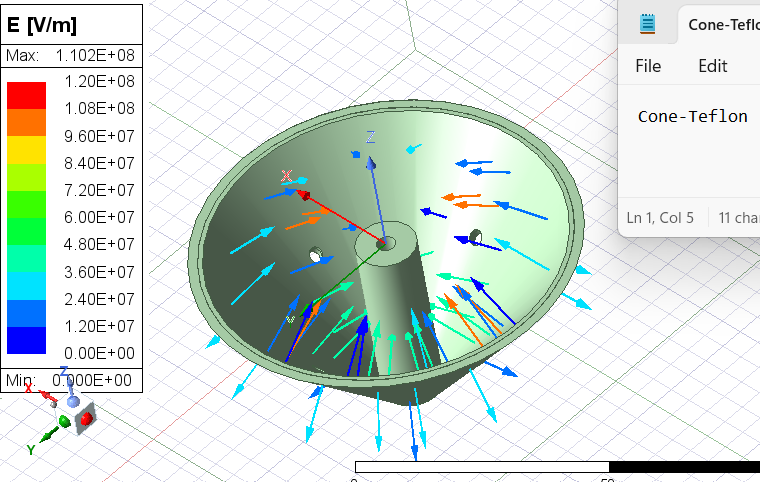 E [V/m]
Max: 1.102E+08
1.20E+08
1.08E+08
9.60E+07
8.40E+07
7.20E+07
6.00E+07
4.80E+07
3.60E+07
2.40E+07
1.20E+07
0.00E+00
Min: 0.000E+00
Z
X
Y
Z
X
Y
Cone-Teflo
File Edit
Cone-Teflon
Ln 1, Col 5 11 char